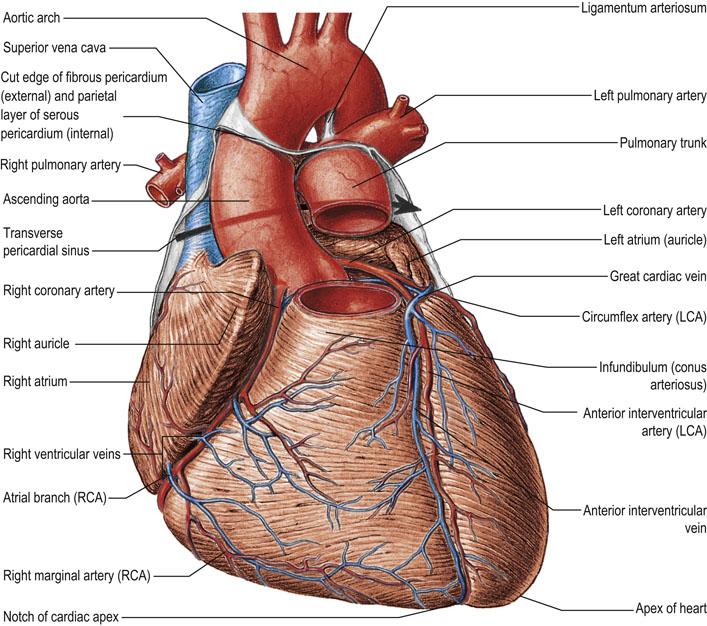 Aortic arch
Superior vena cava
Cut edge of fibrous pericardium
(external) and parietal
layer of serous
pericardium (internal)
Right pulmonary artery
Ascending aorta
Transverse
pericardial sinus
Right coronary artery
Right auricle
Right atrium
Right ventricular veins
Atrial branch (RCA)
Right marginal artery (RCA)
Notch of cardiac apex
Ligamentum arteriosum
Left pulmonary artery
Pulmonary trunk
Left coronary artery
Left atrium (auricle)
Great cardiac vein
Circumflex artery (LCA)
Infundibulum (conus
arteriosus)
Anterior interventricular
artery (LCA)
Anterior interventricular
vein
Apex of heart